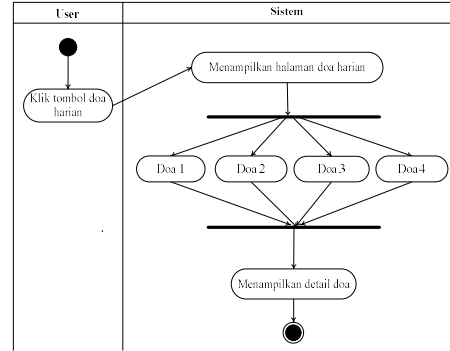 User
Sistem
Klik tombol doa
harian
Menampilkan halaman doa harian
Doa 1
Doa 2
Doa 3
Doa 4
Menampilkan detail doa